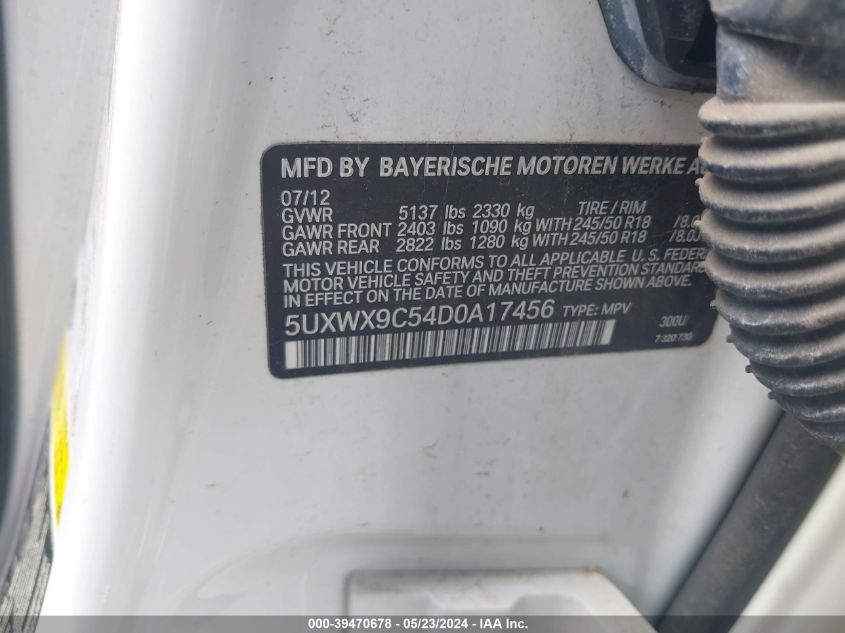 MFD BY BAYERISCHE MOTOREN WERKE
07/12
GVWR 5137 lbs 2330 kg TIRE / RIM
GAWR FRONT 2403 lbs 1090 kg WITH 245/50 R18
GAWR REAR 2822 lbs 1280 kg WITH 245/50 R18
THIS VEHICLE CONFORMS TO ALL APPLICABLE U.S.
MOTOR VEHICLE SAFETY AND THEFT PREVENTION
IN EFFECT ON THE DATE OF MANUFACTURE SHOWN ABOVE.
5UXWX9C54D0A17456 TYPE: MPV 300U
7 320 730
000-39470678 - 05/23/2024 - IAA Inc.